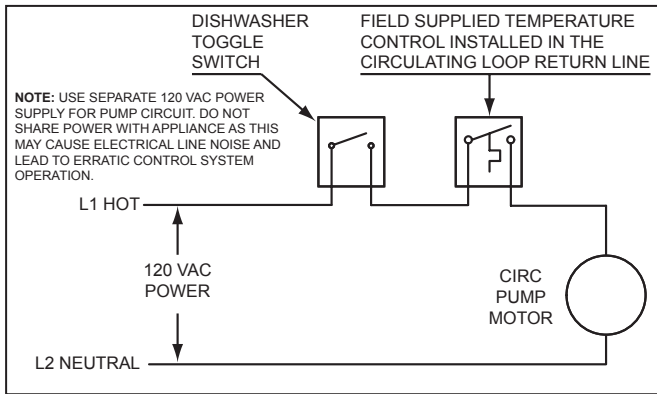 DISHWASHER
TOGGLE
SWITCH
FIELD SUPPLIED TEMPERATURE
CONTROL INSTALLED IN THE
CIRCULATING LOOP RETURN LINE
NOTE: USE SEPARATE 120 VAC POWER
SUPPLY FOR PUMP CIRCUIT. DO NOT
SHARE POWER WITH APPLIANCE AS THIS
MAY CAUSE ELECTRICAL LINE NOISE AND
LEAD TO ERRATIC CONTROL SYSTEM
OPERATION.
L1 HOT
120 VAC
POWER
CIRC
PUMP
MOTOR
L2 NEUTRAL